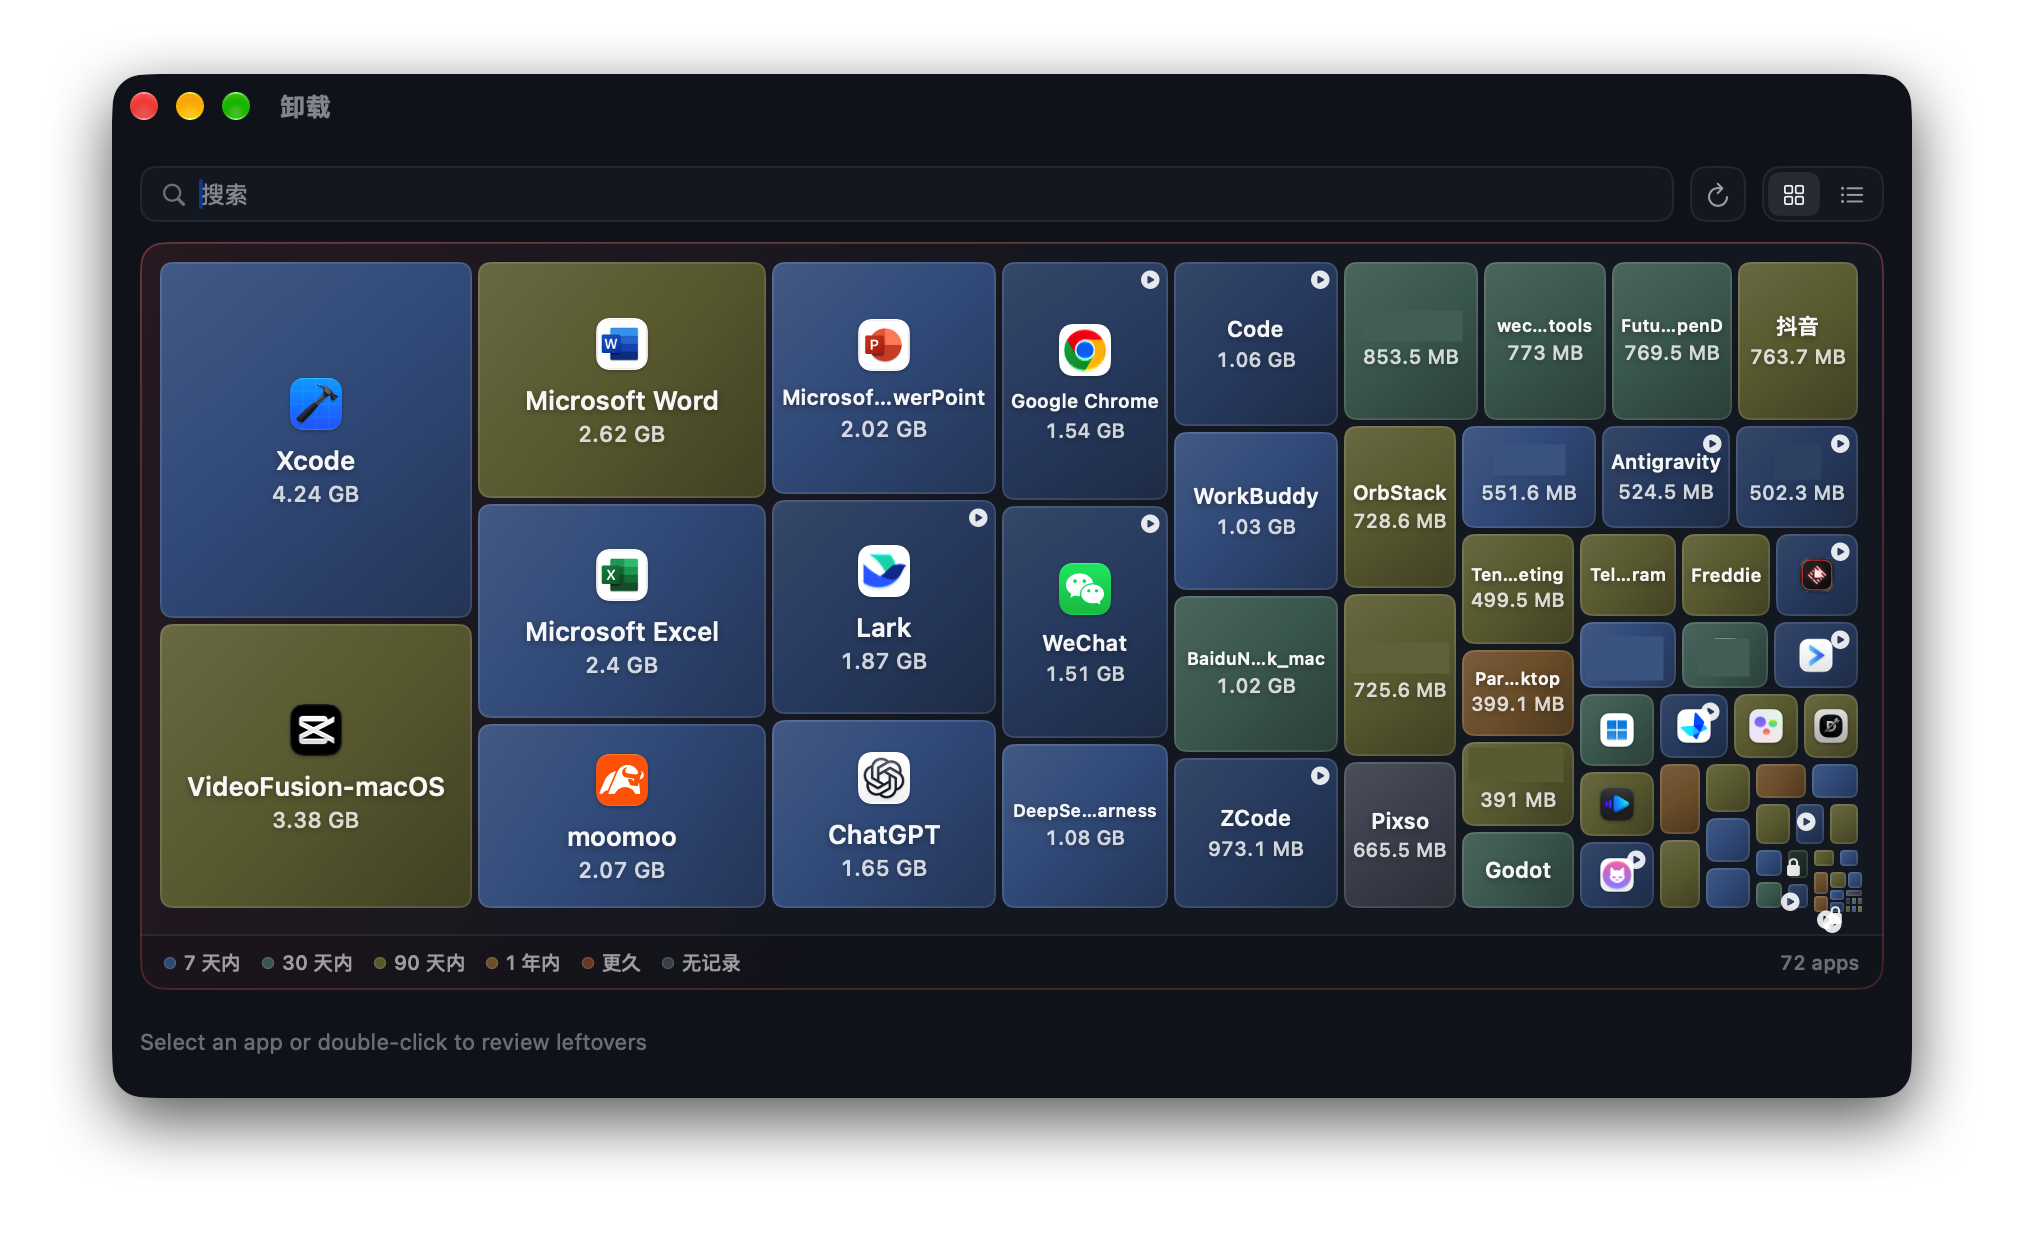 卸载
搜索
Xcode
4.24 GB
VideoFusion-macOS
3.38 GB
Microsoft Word
2.62 GB
Microsoft Excel
2.4 GB
moomoo
2.07 GB
Microsof...werPoint
2.02 GB
Lark
1.87 GB
ChatGPT
1.65 GB
Google Chrome
1.54 GB
WeChat
1.51 GB
DeepSe...arness
1.08 GB
Code
1.06 GB
WorkBuddy
1.03 GB
BaiduN...k_mac
1.02 GB
ZCode
973.1 MB
853.5 MB
wec...tools
773 MB
Futu...penD
769.5 MB
抖音
763.7 MB
OrbStack
728.6 MB
725.6 MB
Pixso
665.5 MB
551.6 MB
Antigravity
524.5 MB
502.3 MB
Ten...eting
499.5 MB
Par...ktop
399.1 MB
391 MB
Godot
Tel...ram
Freddie
7 天内
30 天内
90 天内
1 年内
更久
无记录
72 apps
Select an app or double-click to review leftovers